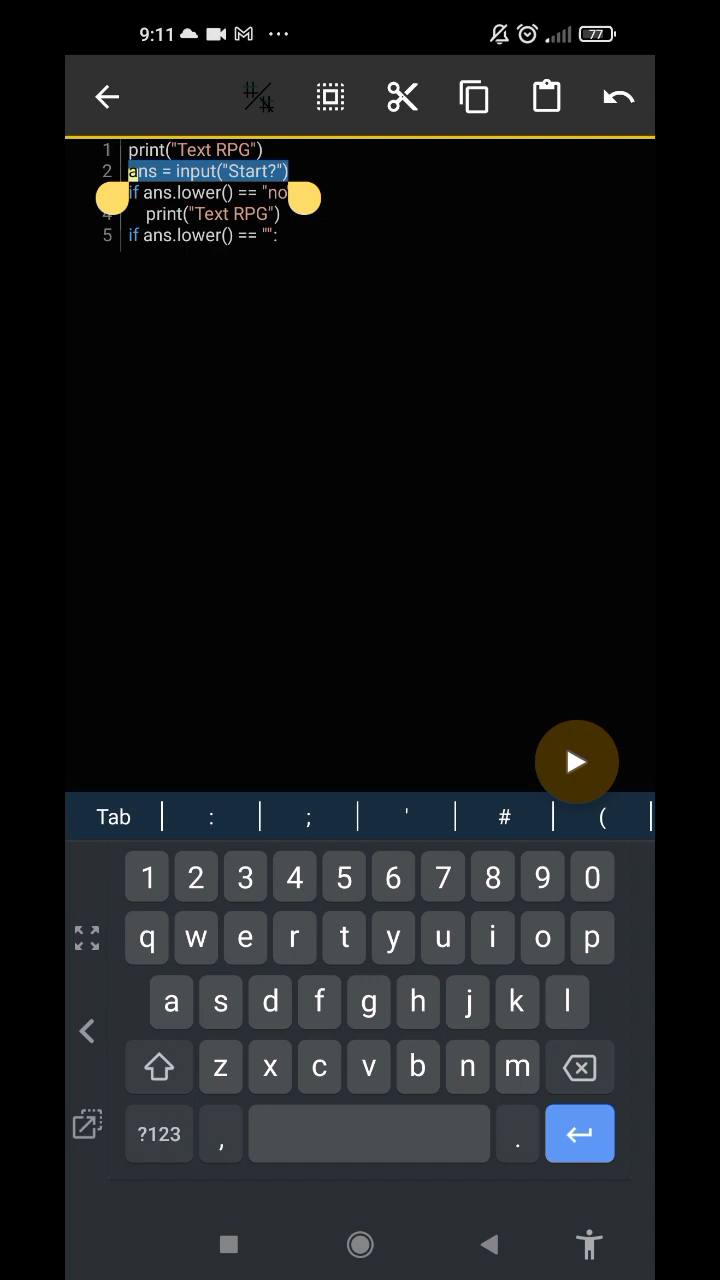 9:11 77
1 print("Text RPG")
2 ans = input("Start?")
if ans.lower() == "no
4 print("Text RPG")
5 if ans.lower() == "":
Tab : ; ' # (
1 2 3 4 5 6 7 8 9 0
q w e r t y u i o p
a s d f g h j k l
z x c v b n m
?123 , .